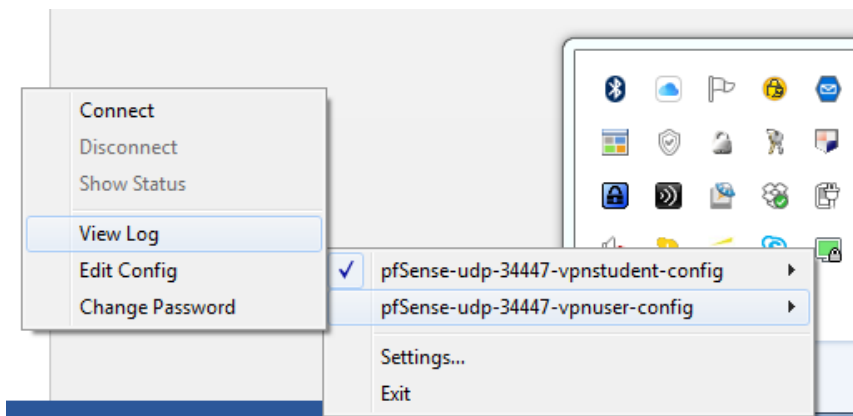 Connect
Disconnect
Show Status
View Log
Edit Config
Change Password
pfSense-udp-34447-vpnstudent-config
pfSense-udp-34447-vpnuser-config
Settings...
Exit